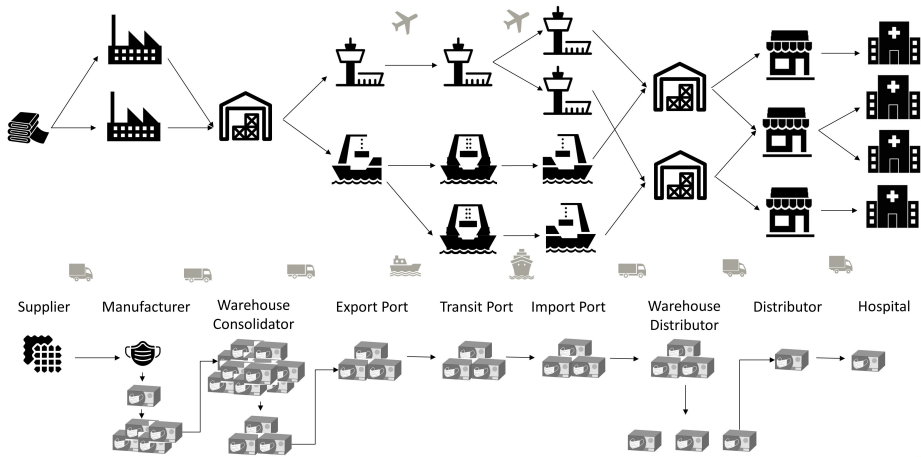 Supplier
Manufacturer
Warehouse
Consolidator
Export Port
Transit Port
Import Port
Warehouse
Distributor
Distributor
Hospital